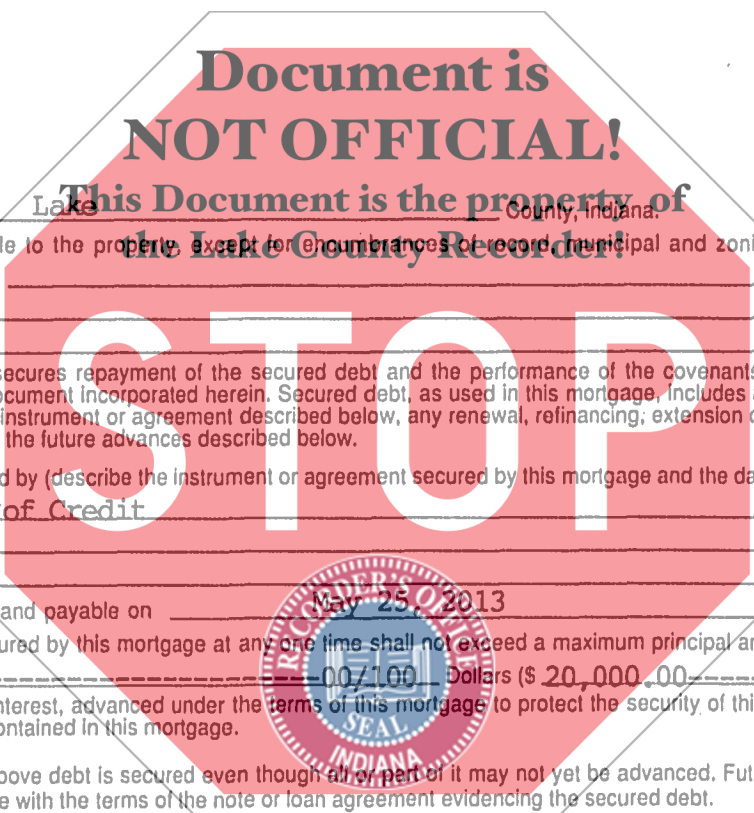 Document is
NOT OFFICIAL!
This Document is the property of
the Lake County Recorder!
Lake County, Indiana.
le to the property, except for encumbrances of record, municipal and zoni
STOP
secures repayment of the secured debt and the performance of the covenants
ocument incorporated herein. Secured debt, as used in this mortgage, includes
instrument or agreement described below, any renewal, refinancing, extension o
the future advances described below.
d by (describe the instrument or agreement secured by this mortgage and the da
of Credit
and payable on May 25, 2013
ured by this mortgage at any one time shall not exceed a maximum principal a
00/100 Dollars ($ 20,000.00
nterest, advanced under the terms of this mortgage to protect the security of thi
ontained in this mortgage.
RECORDER'S OFFICE
SEAL
INDIANA
bove debt is secured even though all or part of it may not yet be advanced. Fut
e with the terms of the note or loan agreement evidencing the secured debt.